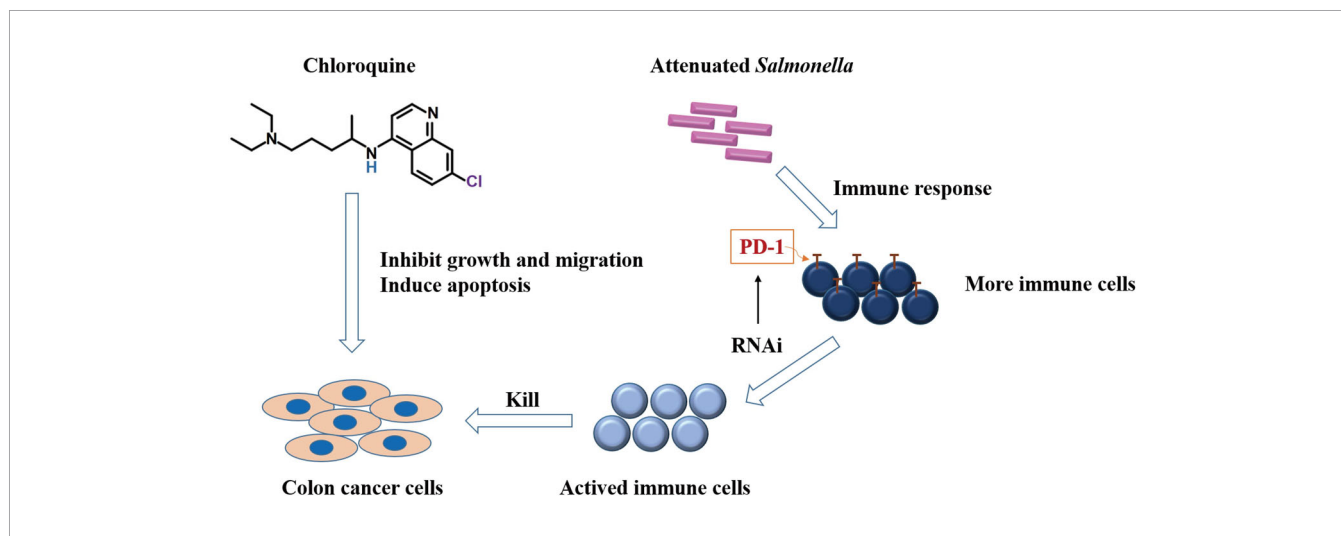 Chloroquine
Attenuated Salmonella
N
N
N
H
Cl
Immune response
PD-1
Inhibit growth and migration
Induce apoptosis
More immune cells
RNAi
Kill
Colon cancer cells
Actived immune cells